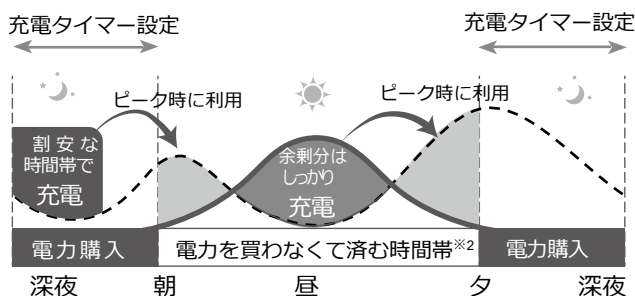 充電タイマー設定
充電タイマー設定
ピーク時に利用
ピーク時に利用
割安な
時間帯で
充電
余剰分は
しっかり
充電
電力購入
電力を買わなくて済む時間帯※2
電力購入
深夜
朝
昼
夕
深夜